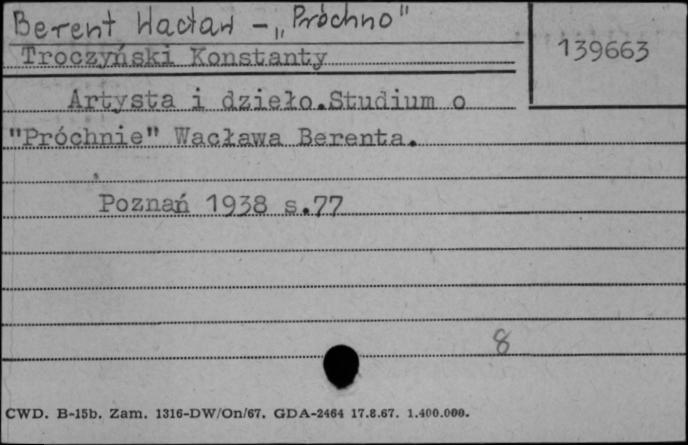 Berent Wacław - „Próchno"
139663
Troczyński Konstanty
Artysta i dzieło.Studium o
"Próchnie" Wacława Berenta.
Poznań 1938 s.77
8
CWD. B-15b. Zam. 1316-DW/On/67. GDA-2464 17.8.67. 1.400.000.